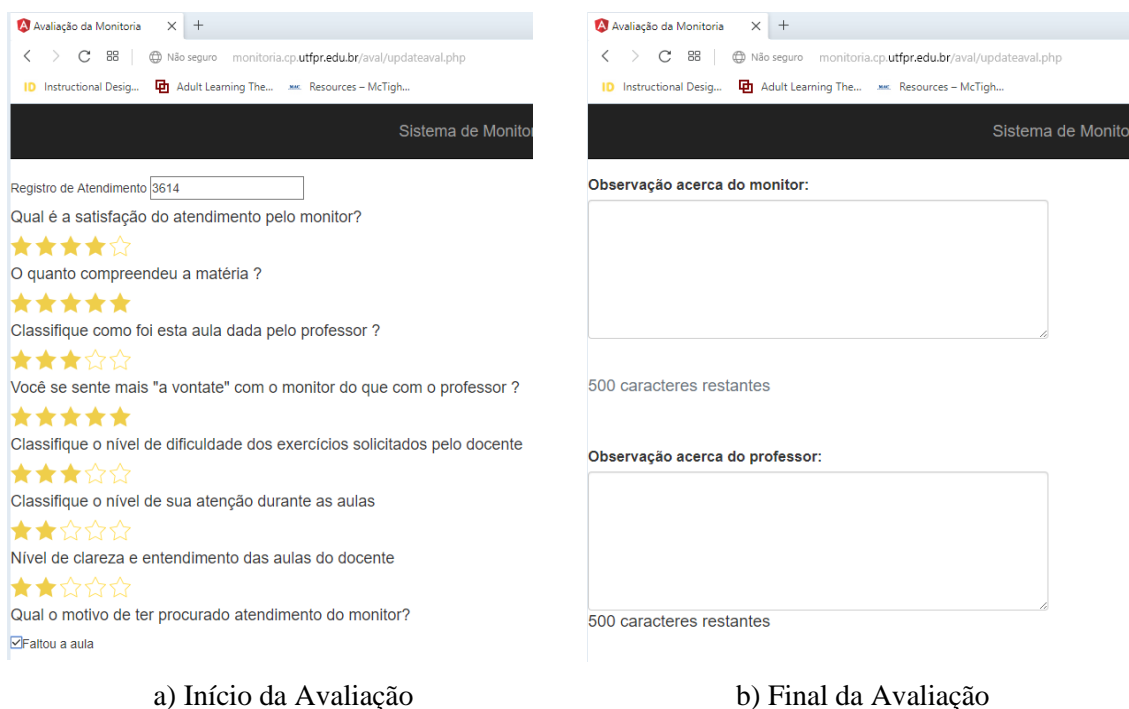 Avaliação da Monitoria
Não seguro monitoria.cp.utfpr.edu.br/aval/updateaval.php
ID Instructional Desig... Adult Learning The... Resources – McTigh...
Sistema de Monitor
Registro de Atendimento 3614
Qual é a satisfação do atendimento pelo monitor?
O quanto compreendeu a matéria ?
Classifique como foi esta aula dada pelo professor ?
Você se sente mais "a vontate" com o monitor do que com o professor ?
Classifique o nível de dificuldade dos exercícios solicitados pelo docente
Classifique o nível de sua atenção durante as aulas
Nível de clareza e entendimento das aulas do docente
Qual o motivo de ter procurado atendimento do monitor?
Faltou a aula
a) Início da Avaliação
Avaliação da Monitoria
Não seguro monitoria.cp.utfpr.edu.br/aval/updateaval.php
ID Instructional Desig... Adult Learning The... Resources – McTigh...
Sistema de Monito
Observação acerca do monitor:
500 caracteres restantes
Observação acerca do professor:
500 caracteres restantes
b) Final da Avaliação